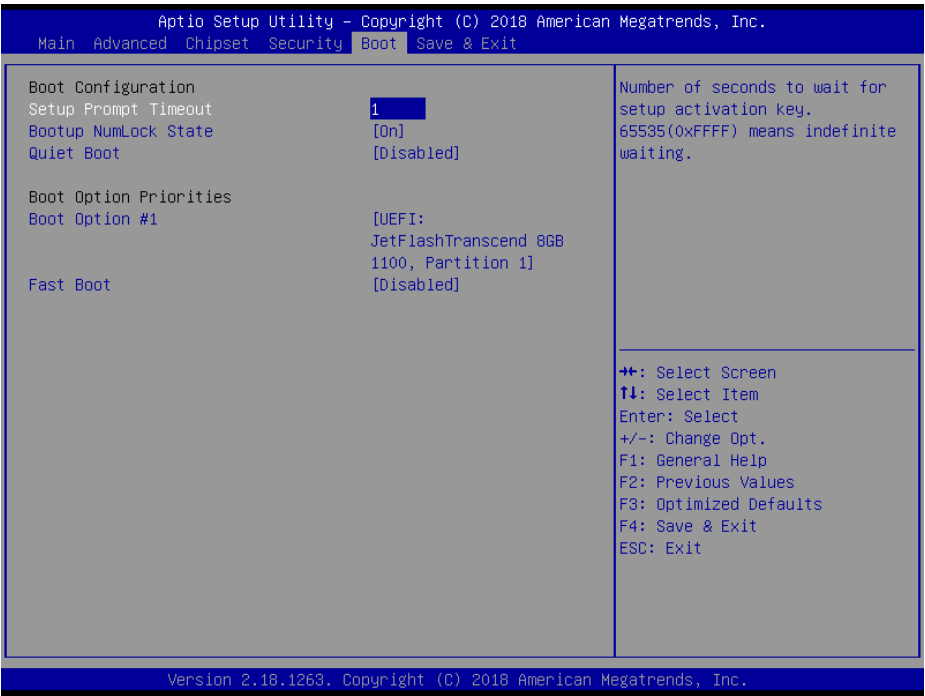 Aptio Setup Utility – Copyright (C) 2018 American Megatrends, Inc.
Main Advanced Chipset Security Boot Save & Exit
Boot Configuration
Setup Prompt Timeout 1
Bootup NumLock State [On]
Quiet Boot [Disabled]
Boot Option Priorities
Boot Option #1 [UEFI:
JetFlashTranscend 8GB
1100, Partition 1]
Fast Boot [Disabled]
Number of seconds to wait for
setup activation key.
65535(0xFFFF) means indefinite
waiting.
→←: Select Screen
↑↓: Select Item
Enter: Select
+/-: Change Opt.
F1: General Help
F2: Previous Values
F3: Optimized Defaults
F4: Save & Exit
ESC: Exit
Version 2.18.1263. Copyright (C) 2018 American Megatrends, Inc.